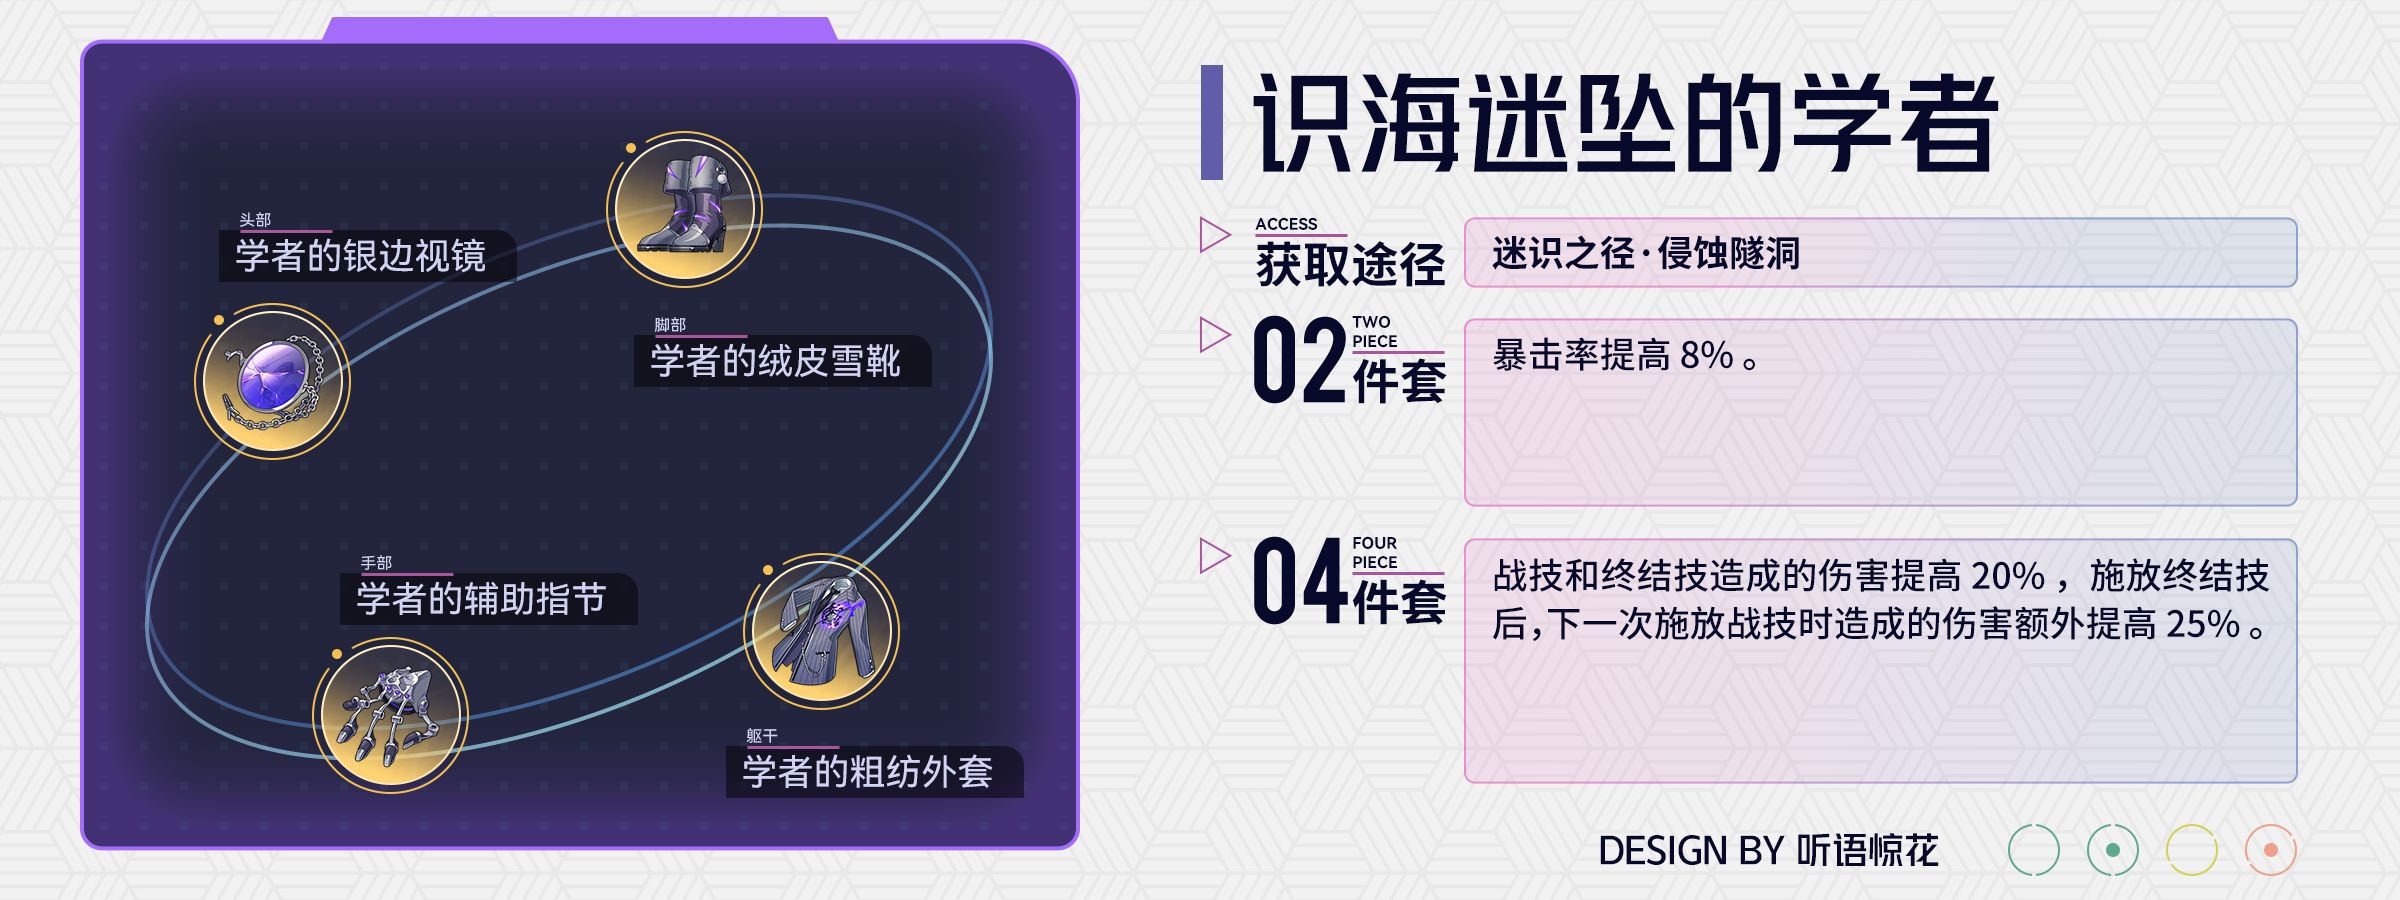 头部
学者的银边视镜
脚部
学者的绒皮雪靴
手部
学者的辅助指节
躯干
学者的粗纺外套
识海迷坠的学者
ACCESS
获取途径
迷识之径·侵蚀隧洞
02
TWO
PIECE
件套
暴击率提高 8% 。
04
FOUR
PIECE
件套
战技和终结技造成的伤害提高 20% ，施放终结技
后，下一次施放战技时造成的伤害额外提高 25% 。
DESIGN BY 听语惊花